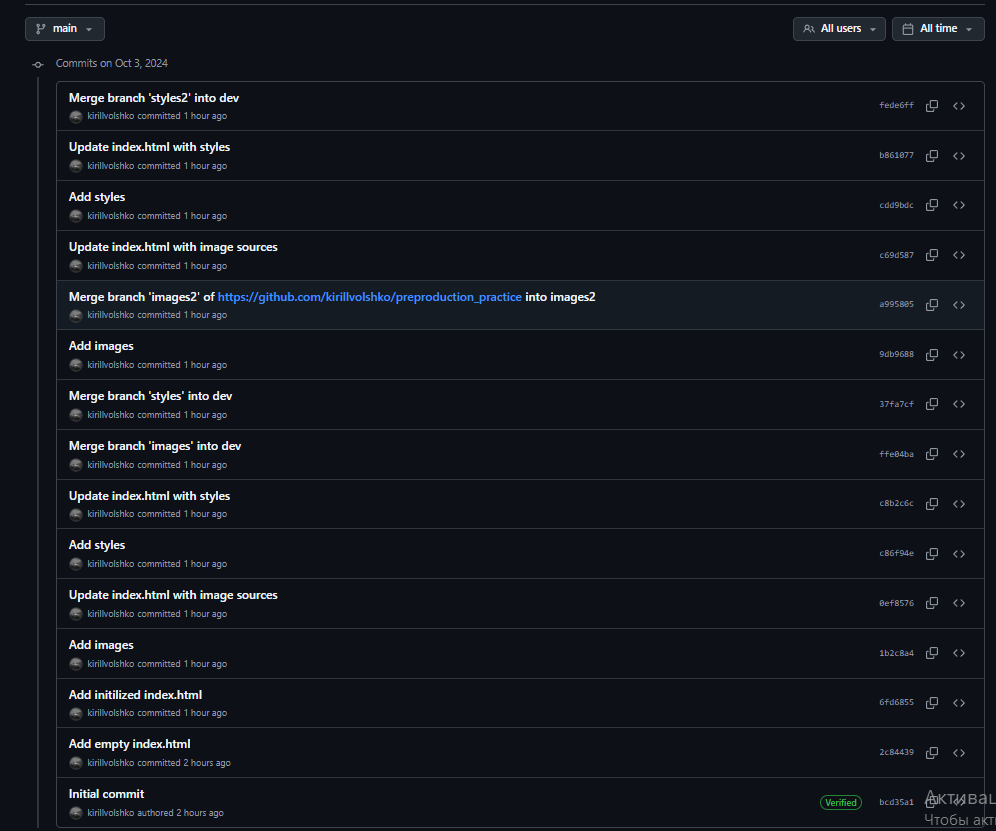 main
All users
All time
Commits on Oct 3, 2024
Merge branch 'styles2' into dev
kirillvolshko committed 1 hour ago
fede6ff
Update index.html with styles
kirillvolshko committed 1 hour ago
b861077
Add styles
kirillvolshko committed 1 hour ago
cdd9bdc
Update index.html with image sources
kirillvolshko committed 1 hour ago
c69d587
Merge branch 'images2' of https://github.com/kirillvolshko/preproduction_practice into images2
kirillvolshko committed 1 hour ago
a995805
Add images
kirillvolshko committed 1 hour ago
9db9688
Merge branch 'styles' into dev
kirillvolshko committed 1 hour ago
37fa7cf
Merge branch 'images' into dev
kirillvolshko committed 1 hour ago
ffe04ba
Update index.html with styles
kirillvolshko committed 1 hour ago
c8b2c6c
Add styles
kirillvolshko committed 1 hour ago
c86f94e
Update index.html with image sources
kirillvolshko committed 1 hour ago
0ef8576
Add images
kirillvolshko committed 1 hour ago
1b2c8a4
Add initilized index.html
kirillvolshko committed 1 hour ago
6fd6855
Add empty index.html
kirillvolshko committed 2 hours ago
2c84439
Initial commit
kirillvolshko authored 2 hours ago
Verified
bcd35a1
Активац
Чтобы акти